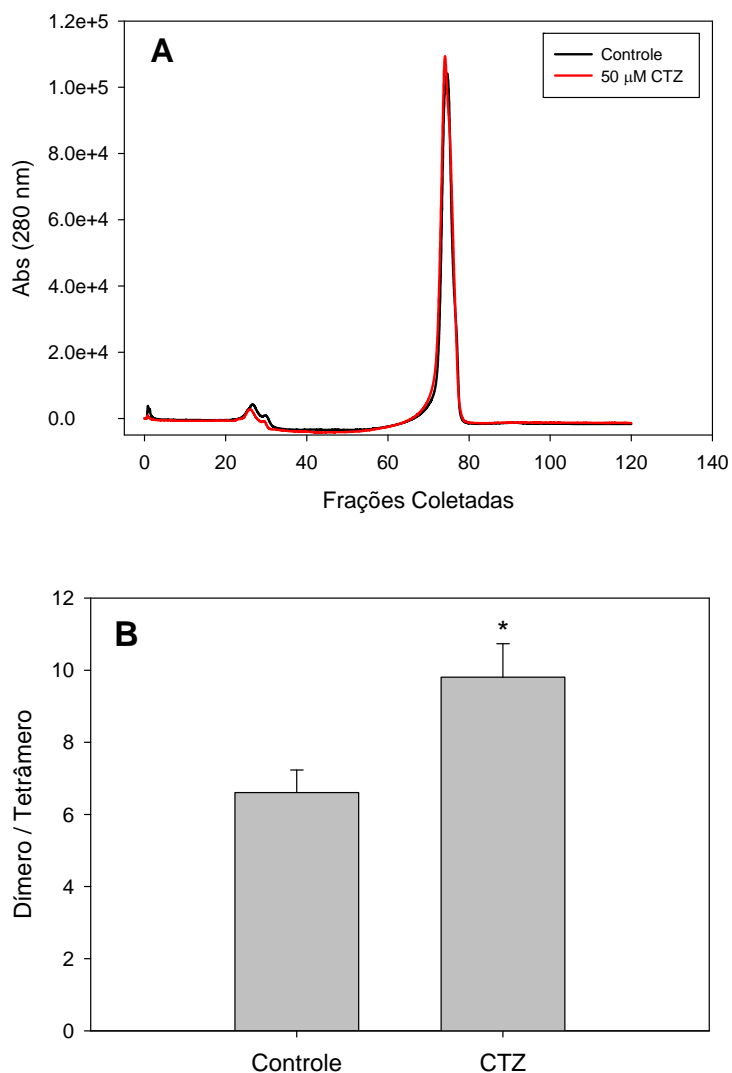 A
Controle
50 μM CTZ
1.2e+5
1.0e+5
8.0e+4
6.0e+4
4.0e+4
2.0e+4
0.0
Abs (280 nm)
0 20 40 60 80 100 120 140
Frações Coletadas
B
*
12
10
8
6
4
2
0
Dímero / Tetrâmero
Controle CTZ